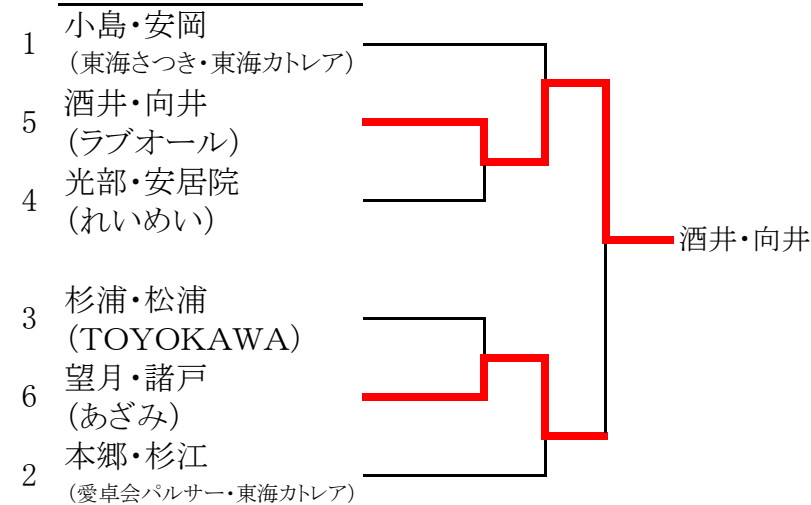 1
小島・安岡
（東海さつき・東海カトレア）
5
酒井・向井
（ラブオール）
4
光部・安居院
（れいめい）
酒井・向井
3
杉浦・松浦
（TOYOKAWA）
6
望月・諸戸
（あざみ）
2
本郷・杉江
（愛卓会パルサー・東海カトレア）